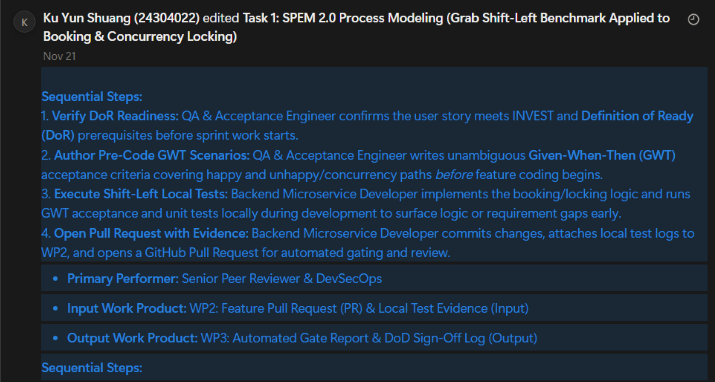 K
Ku Yun Shuang (24304022) edited Task 1: SPEM 2.0 Process Modeling (Grab Shift-Left Benchmark Applied to
Booking & Concurrency Locking)
Nov 21
Sequential Steps:
1. Verify DoR Readiness: QA & Acceptance Engineer confirms the user story meets INVEST and Definition of Ready
(DoR) prerequisites before sprint work starts.
2. Author Pre-Code GWT Scenarios: QA & Acceptance Engineer writes unambiguous Given-When-Then (GWT)
acceptance criteria covering happy and unhappy/concurrency paths before feature coding begins.
3. Execute Shift-Left Local Tests: Backend Microservice Developer implements the booking/locking logic and runs
GWT acceptance and unit tests locally during development to surface logic or requirement gaps early.
4. Open Pull Request with Evidence: Backend Microservice Developer commits changes, attaches local test logs to
WP2, and opens a GitHub Pull Request for automated gating and review.
• Primary Performer: Senior Peer Reviewer & DevSecOps
• Input Work Product: WP2: Feature Pull Request (PR) & Local Test Evidence (Input)
• Output Work Product: WP3: Automated Gate Report & DoD Sign-Off Log (Output)
Sequential Steps: